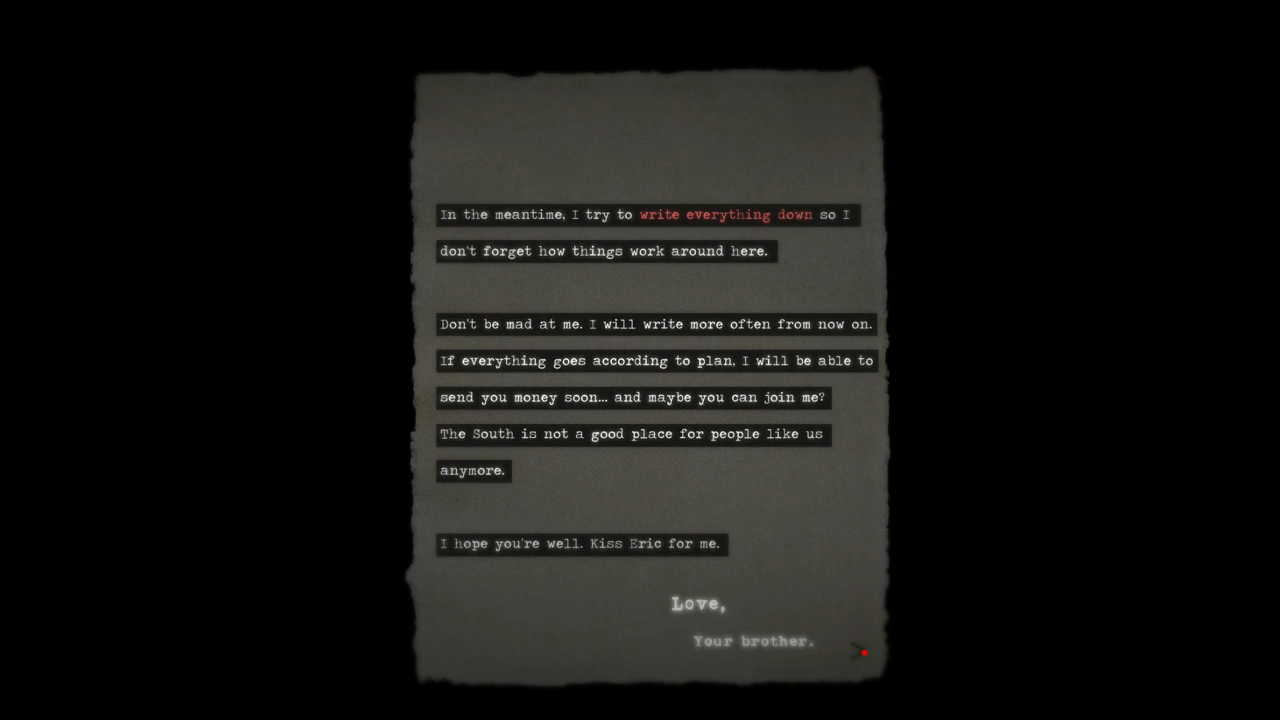 In the meantime, I try to write everything down so I
don't forget how things work around here.
Don't be mad at me. I will write more often from now on.
If everything goes according to plan, I will be able to
send you money soon... and maybe you can join me?
The South is not a good place for people like us
anymore.
I hope you're well. Kiss Eric for me.
Love,
Your brother.